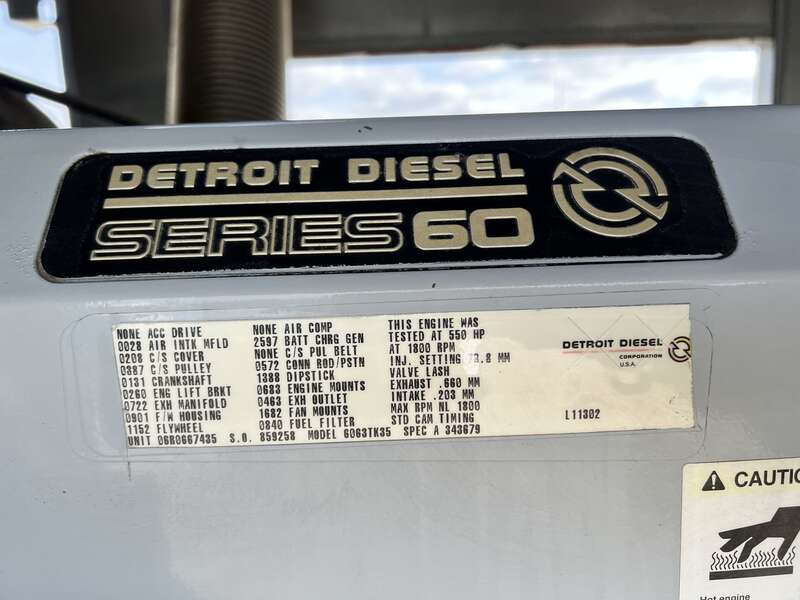 DETROIT DIESEL
SERIES 60
NONE ACC DRIVE NONE AIR COMP THIS ENGINE WAS
0028 AIR INTK MFLD 2597 BATT CHRG GEN TESTED AT 550 HP
0208 C/S COVER NONE C/S PUL BELT AT 1800 RPM
0387 C/S PULLEY 0572 CONN ROD/PSTN INJ. SETTING 78.8 MM
0131 CRANKSHAFT 1388 DIPSTICK VALVE LASH
0260 ENG LIFT BRKT 0683 ENGINE MOUNTS EXHAUST .660 MM
0722 EXH MANIFOLD 0463 EXH OUTLET INTAKE .203 MM
0901 F/W HOUSING 1682 FAN MOUNTS MAX RPM NL 1800
1152 FLYWHEEL 0840 FUEL FILTER STD CAM TIMING
UNIT 06R0667435 S.O. 859258 MODEL 6063TK35 SPEC A 343679
DETROIT DIESEL
CORPORATION
U.S.A.
L11302
CAUTIO
Hot engine